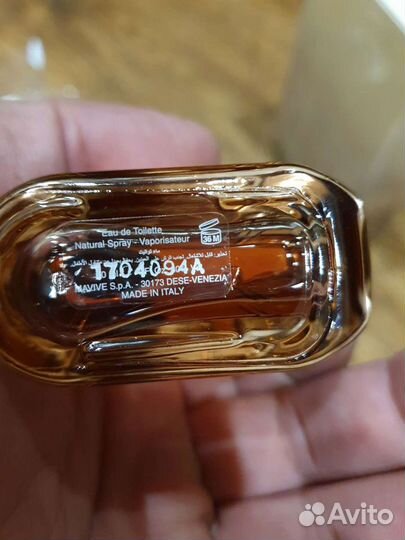 Eau de Toilette
Natural Spray - Vaporisateur
36 M
1704094A
MAVIVE S.p.A. - 30173 DESE-VENEZIA
MADE IN ITALY
Avito